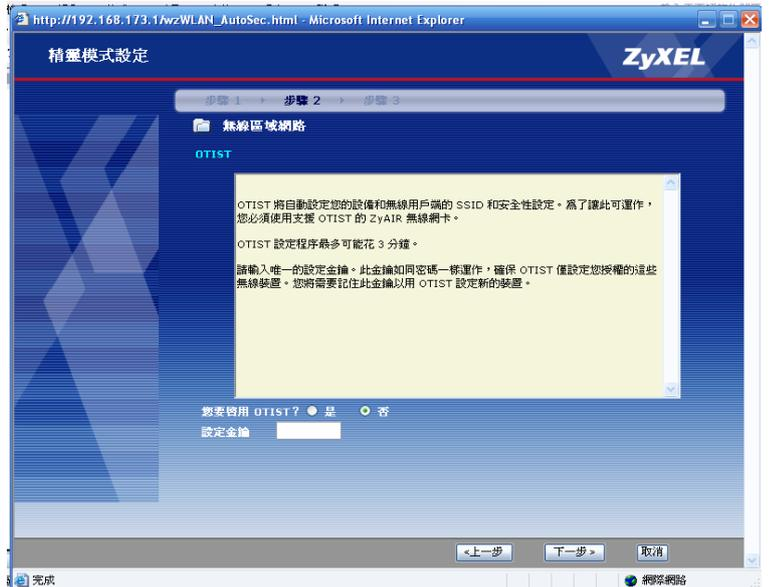 http://192.168.173.1/wzWLAN_AutoSec.html - Microsoft Internet Explorer
精靈模式設定
ZyXEL
步驟 1 › 步驟 2 › 步驟 3
無線區域網路
OTIST
OTIST 將自動設定您的設備和無線用戶端的 SSID 和安全性設定。為了讓此可運作，
您必須使用支援 OTIST 的 ZyAIR 無線網卡。
OTIST 設定程序最多可能花 3 分鐘。
請輸入唯一的設定金鑰。此金鑰如同密碼一樣運作，確保 OTIST 僅設定您授權的這些
無線裝置。您將需要記住此金鑰以用 OTIST 設定新的裝置。
您要啓用 OTIST？ 是 否
設定金鑰
«上一步 下一步» 取消
完成 網際網路